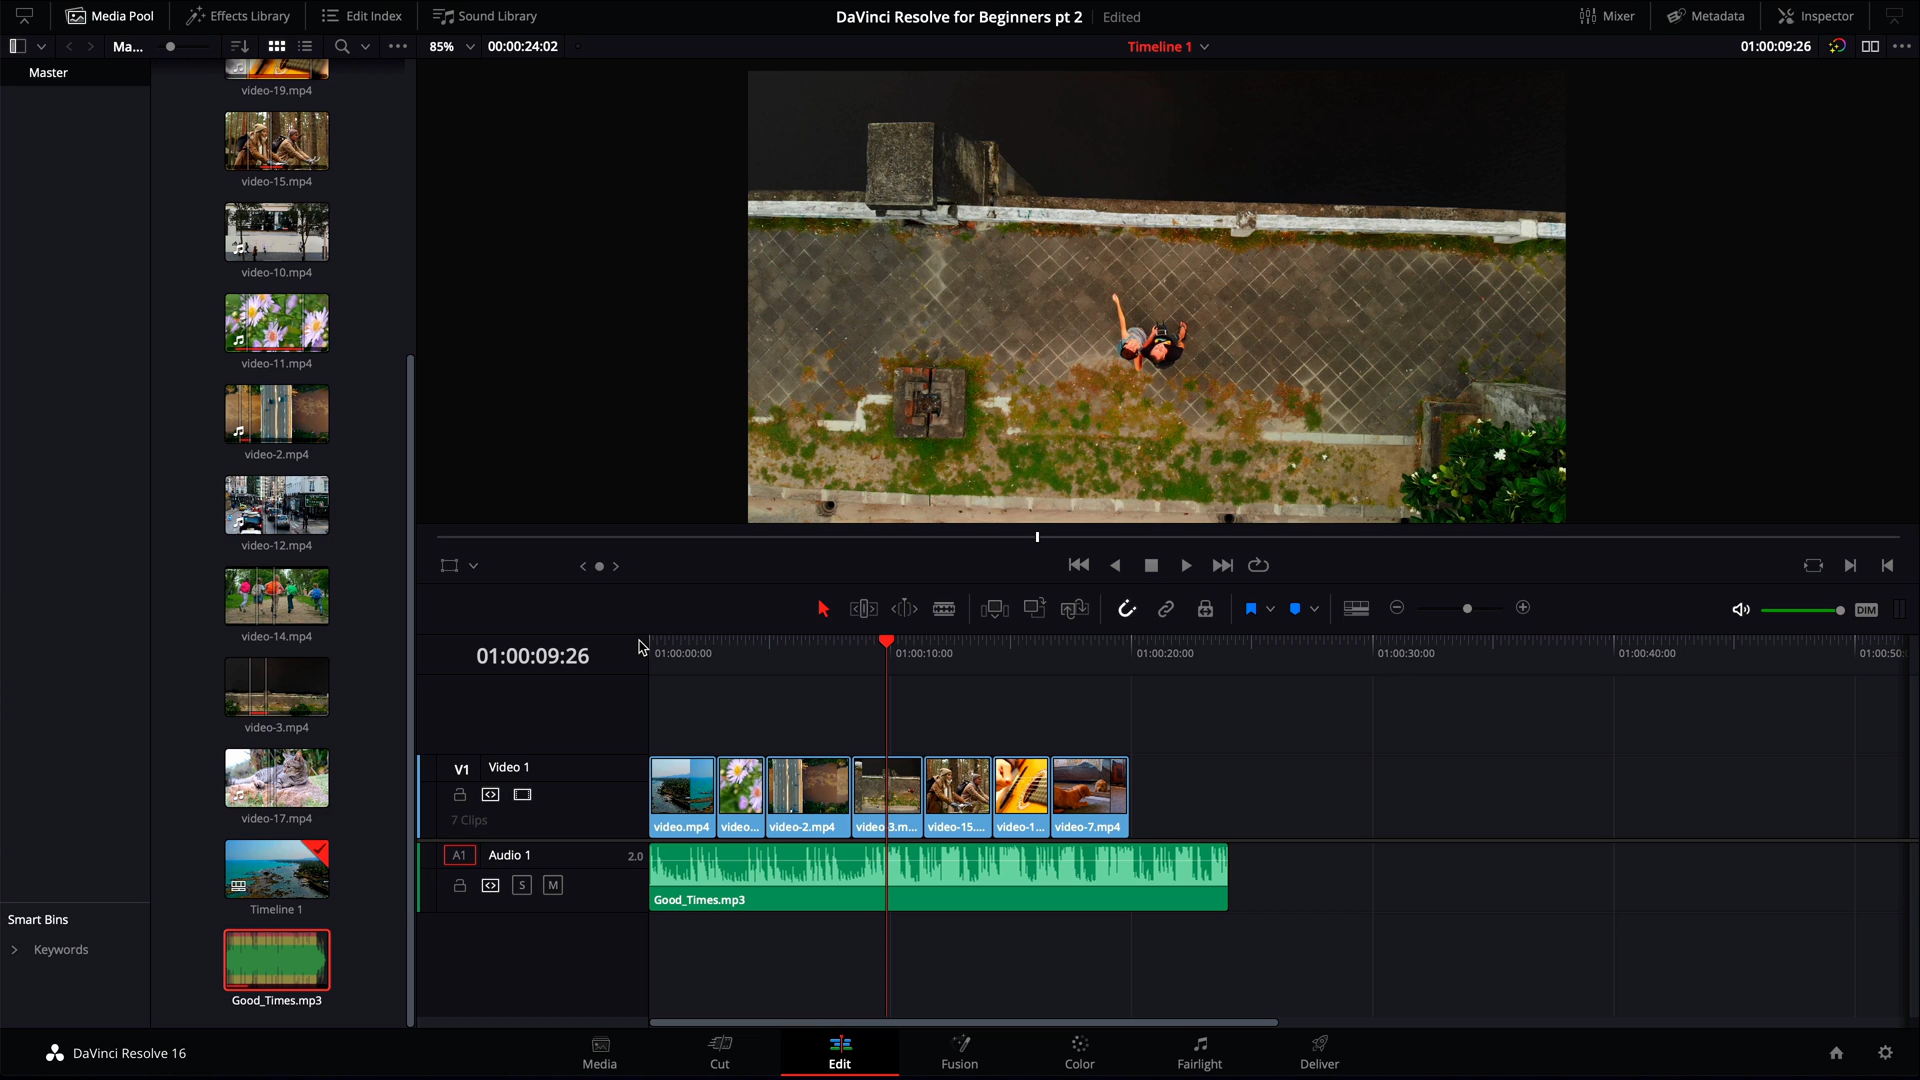 Media Pool
Effects Library
Edit Index
Sound Library
DaVinci Resolve for Beginners pt 2
Edited
Mixer
Metadata
Inspector
Ma...
85%
00:00:24:02
Timeline 1
01:00:09:26
Master
video-19.mp4
video-15.mp4
video-10.mp4
video-11.mp4
video-2.mp4
video-12.mp4
video-14.mp4
video-3.mp4
video-17.mp4
Timeline 1
Good_Times.mp3
Smart Bins
Keywords
DIM
01:00:09:26
01:00:00:00
01:00:10:00
01:00:20:00
01:00:30:00
01:00:40:00
01:00:50:
V1
Video 1
7 Clips
video.mp4
video...
video-2.mp4
video-3.m...
video-15....
video-1...
video-7.mp4
A1
Audio 1
2.0
S
M
Good_Times.mp3
DaVinci Resolve 16
Media
Cut
Edit
Fusion
Color
Fairlight
Deliver